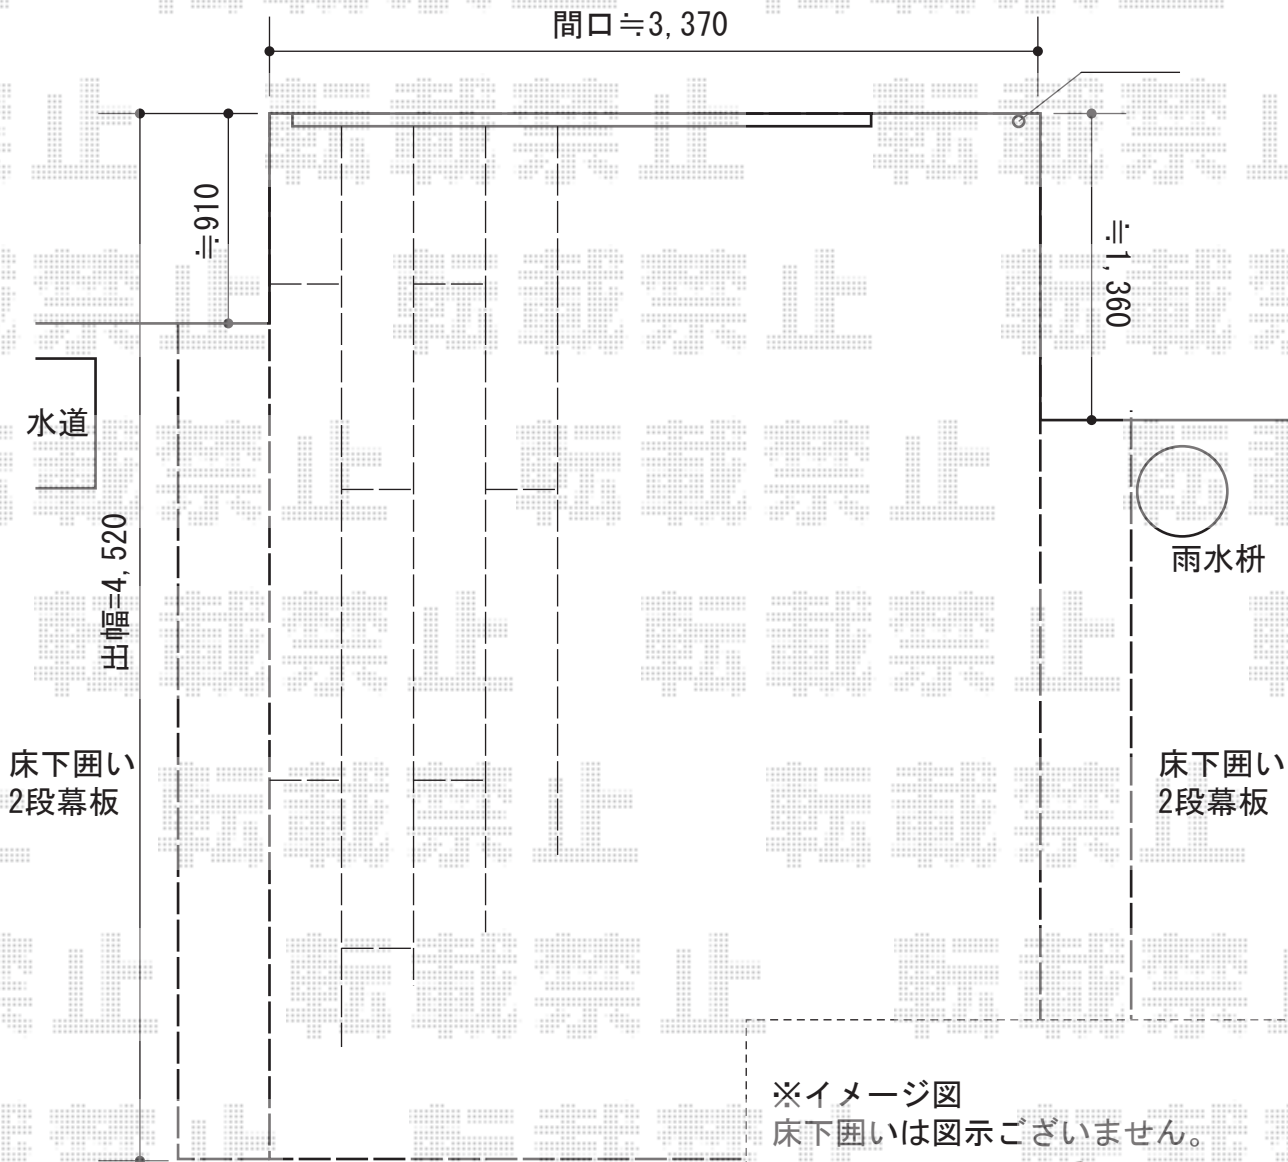 間口≒3,370
≒910
≒1,360
水道
雨水枡
出幅=4,520
床下囲い
2段幕板
床下囲い
2段幕板
※イメージ図
床下囲いは図示ございません。
転載禁止